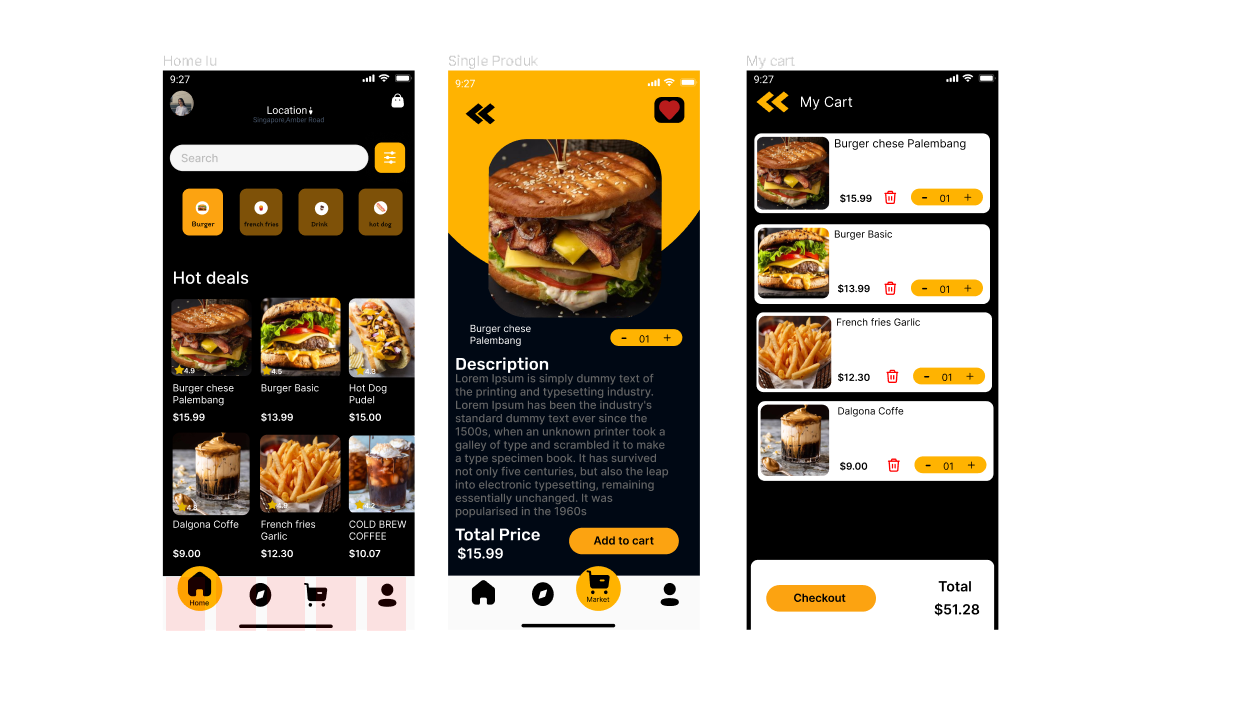 Home Iu
9:27
Location
Singapore,Amber Road
Search
Burger
french fries
Drink
hot dog
Hot deals
4.9
4.5
4.3
Burger chese
Palembang
Burger Basic
Hot Dog
Pudel
$15.99
$13.99
$15.00
4.8
4.2
Dalgona Coffe
French fries
Garlic
COLD BREW
COFFEE
$9.00
$12.30
$10.07
Home
Single Produk
9:27
Burger chese
Palembang
- 01 +
Description
Lorem Ipsum is simply dummy text of
the printing and typesetting industry.
Lorem Ipsum has been the industry's
standard dummy text ever since the
1500s, when an unknown printer took a
galley of type and scrambled it to make
a type specimen book. It has survived
not only five centuries, but also the leap
into electronic typesetting, remaining
essentially unchanged. It was
popularised in the 1960s
Total Price
$15.99
Add to cart
Market
My cart
9:27
My Cart
Burger chese Palembang
$15.99
- 01 +
Burger Basic
$13.99
- 01 +
French fries Garlic
$12.30
- 01 +
Dalgona Coffe
$9.00
- 01 +
Checkout
Total
$51.28